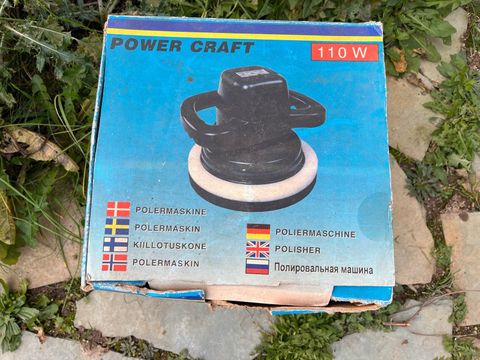 POWER CRAFT
110 W
POLERMASKINE
POLERMASKIN
KIILLOTUSKONE
POLERMASKIN
POLIERMASCHINE
POLISHER
Полировальная машина